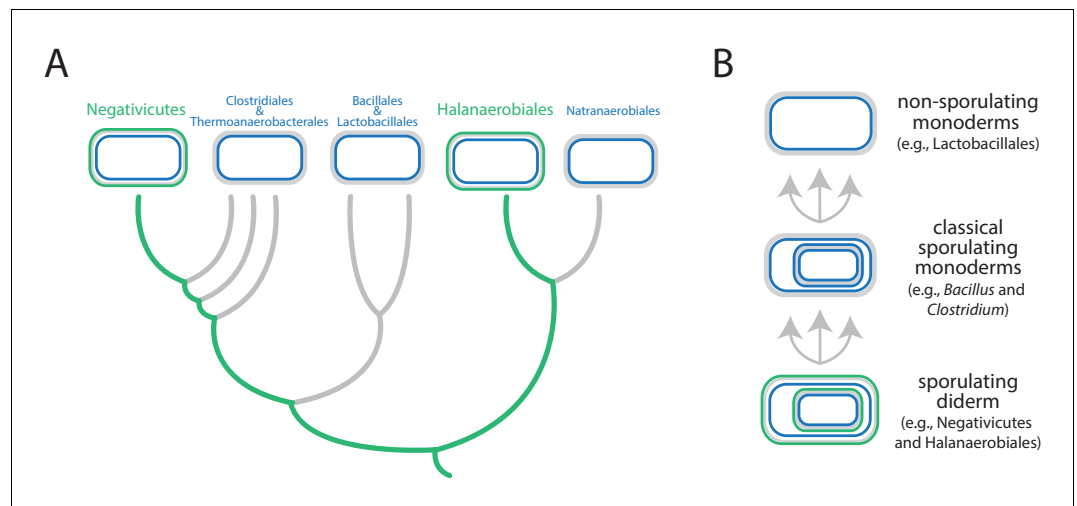 A
Negativicutes
Clostridiales
&
Thermoanaerobacterales
Bacillales
&
Lactobacillales
Halanaerobiales
Natranaerobiales
B
non-sporulating
monoderms
(e.g., Lactobacillales)
classical
sporulating
monoderms
(e.g., Bacillus and
Clostridium)
sporulating
diderm
(e.g., Negativicutes
and Halanaerobiales)